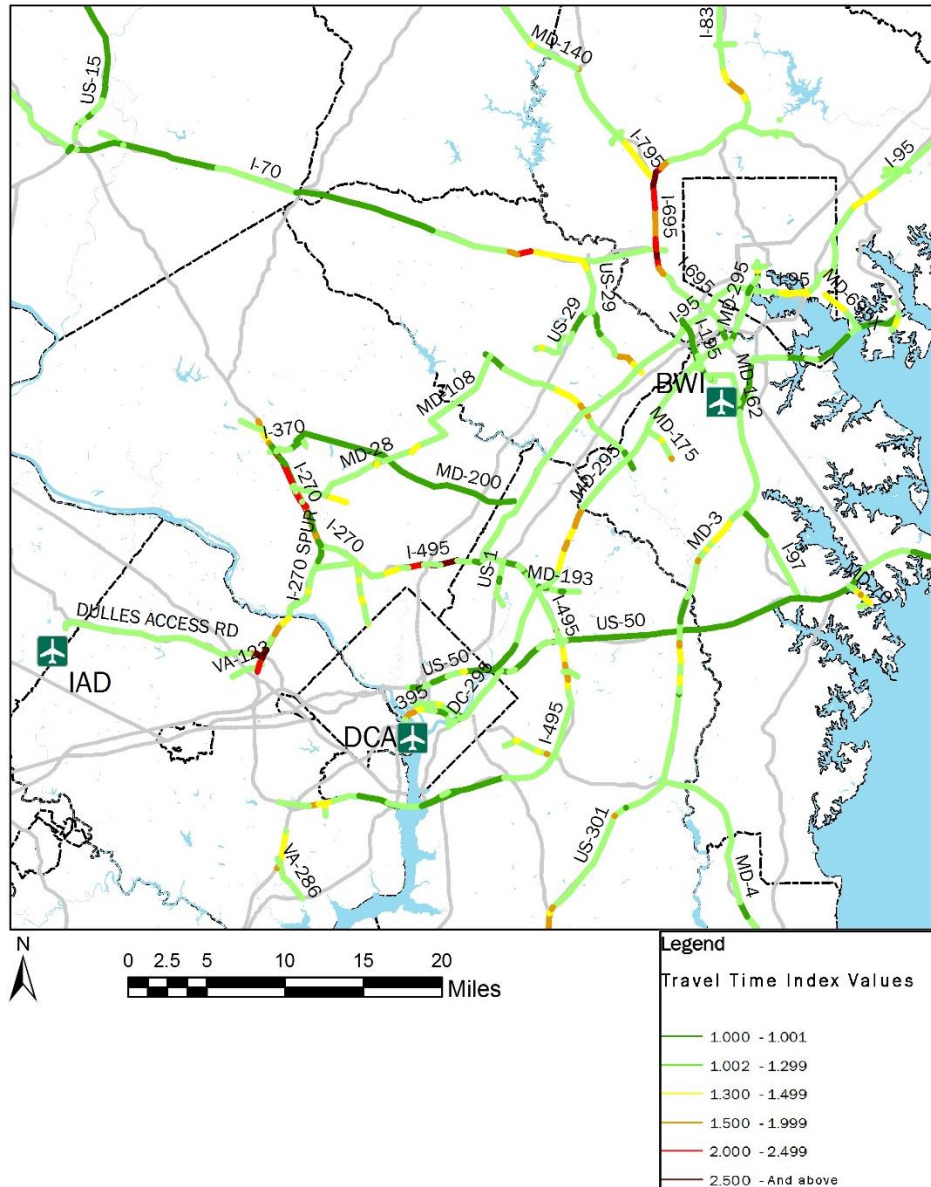 I-83
MD-140
US-15
I-795
I-95
I-70
I-695
US-29
I-695
MD-295
I-95
US-29
I-95
I-195
MD-108
BWI
MD-162
I-370
MD-28
MD-175
I-270
MD-200
MD-295
I-270 SPUR
I-270
I-495
US-1
MD-3
I-97
MD-193
DULLES ACCESS RD
I-495
US-50
VA-123
IAD
US-50
DC-295
DCA
I-495
US-301
VA-286
MD-4
N
0 2.5 5 10 15 20
Miles
Legend
Travel Time Index Values
1.000 - 1.001
1.002 - 1.299
1.300 - 1.499
1.500 - 1.999
2.000 - 2.499
2.500 - And above